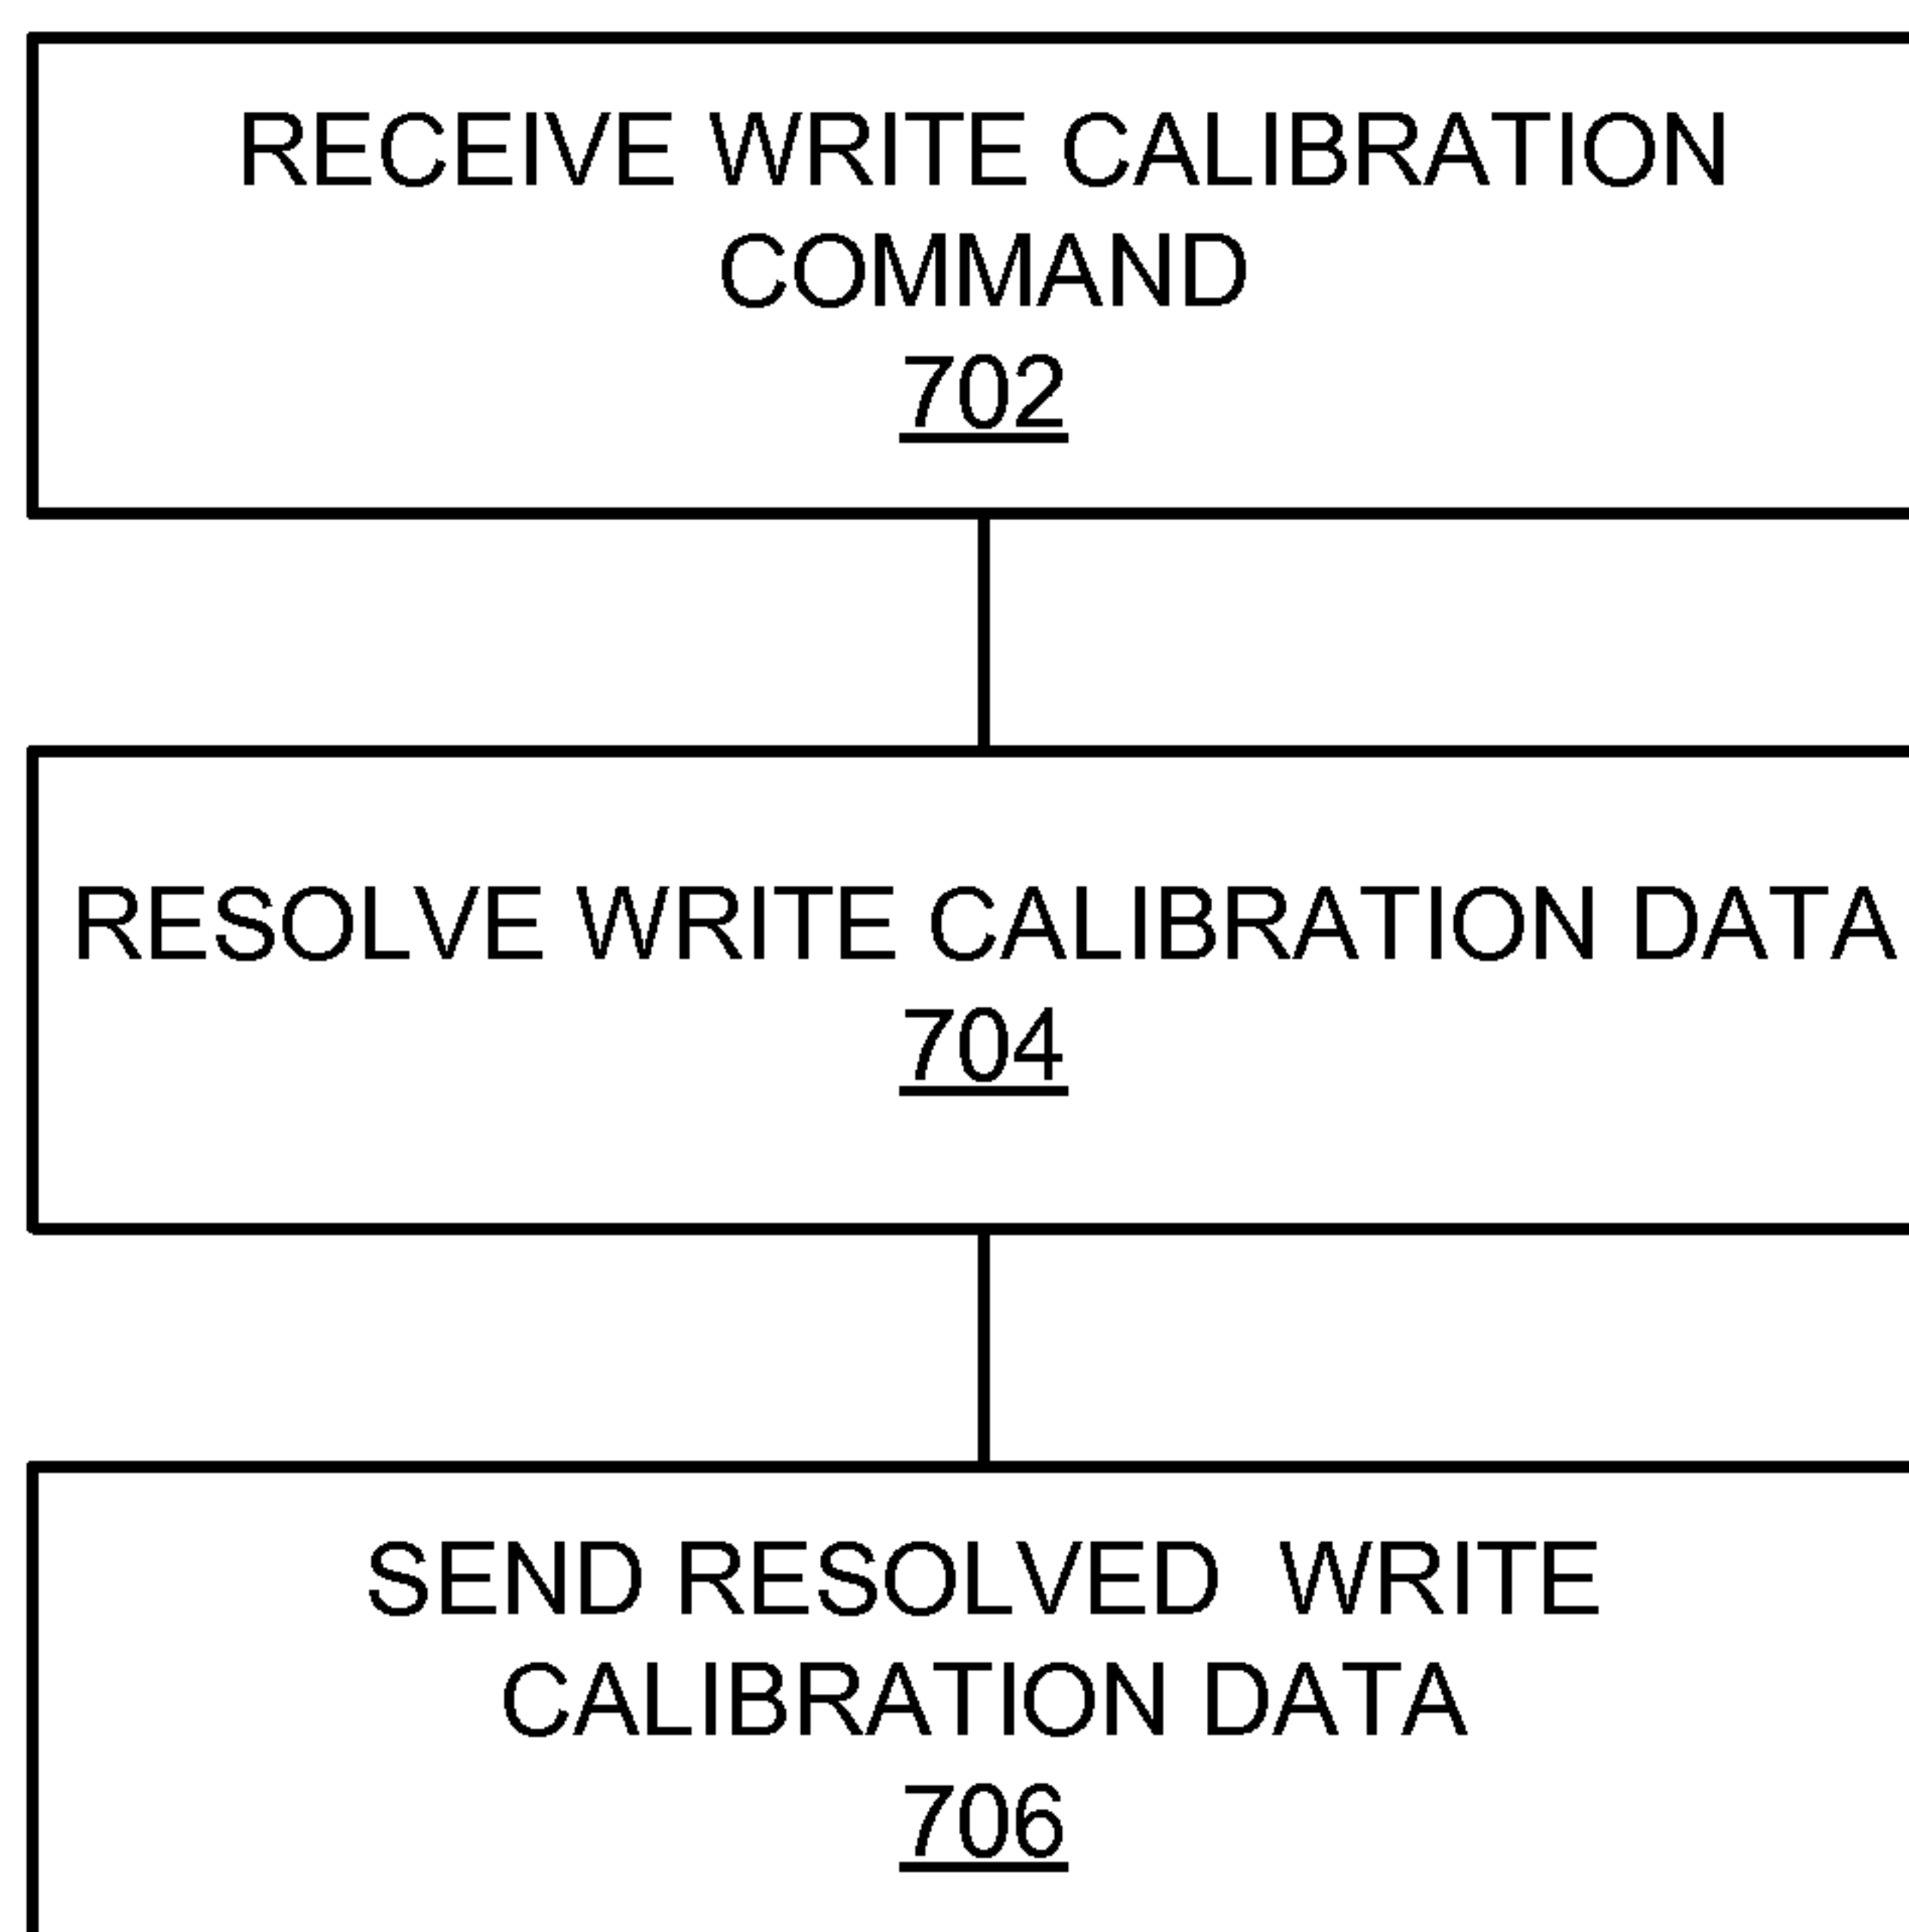 RECEIVE WRITE CALIBRATION
COMMAND
702
RESOLVE WRITE CALIBRATION DATA
704
SEND RESOLVED WRITE
CALIBRATION DATA
706